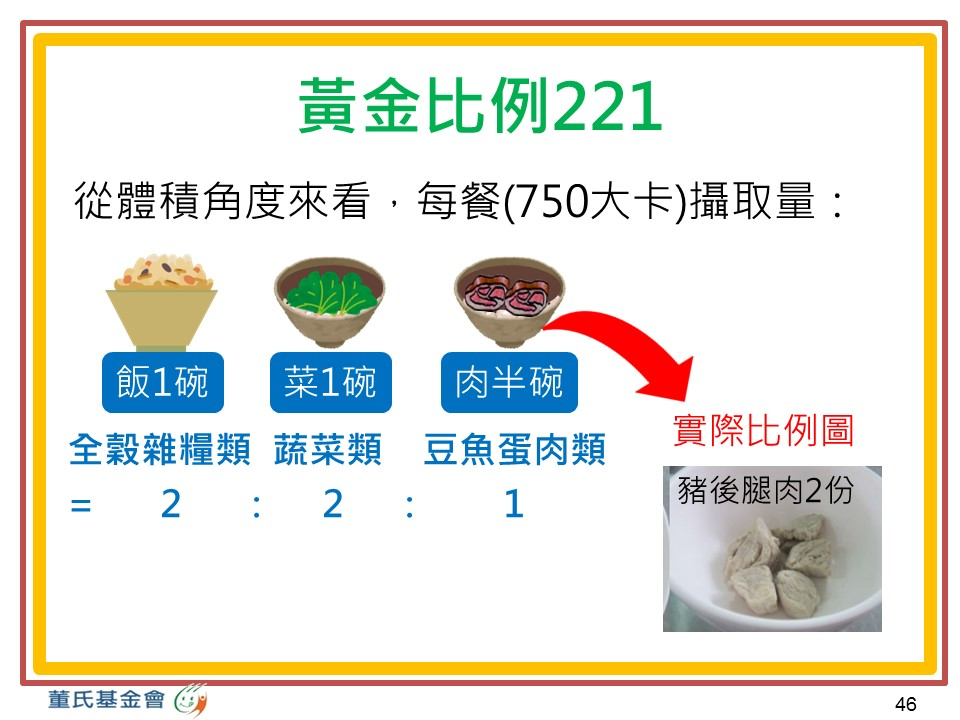 黃金比例221
從體積角度來看，每餐(750大卡)攝取量：
飯1碗 菜1碗 肉半碗
全穀雜糧類 蔬菜類 豆魚蛋肉類
= 2 : 2 : 1
實際比例圖
豬後腿肉2份
董氏基金會
46